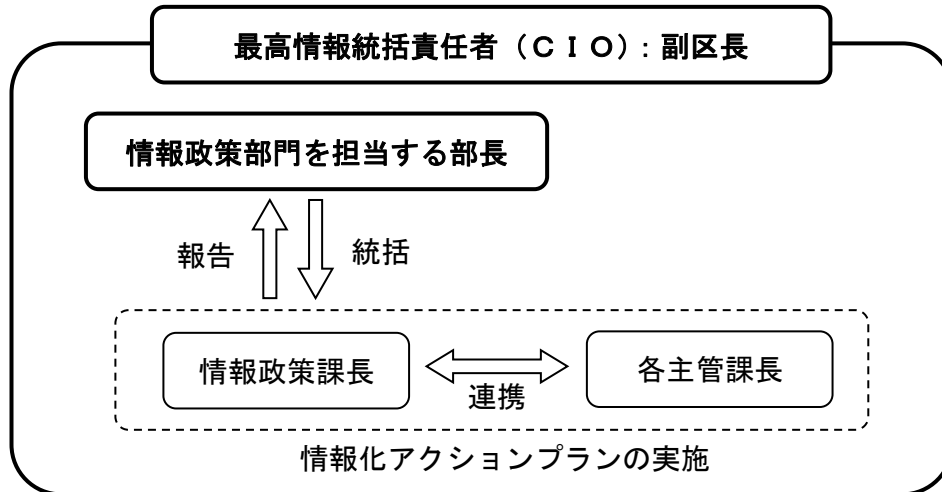 最高情報統括責任者（ＣＩＯ）：副区長
情報政策部門を担当する部長
報告
統括
情報政策課長
連携
各主管課長
情報化アクションプランの実施